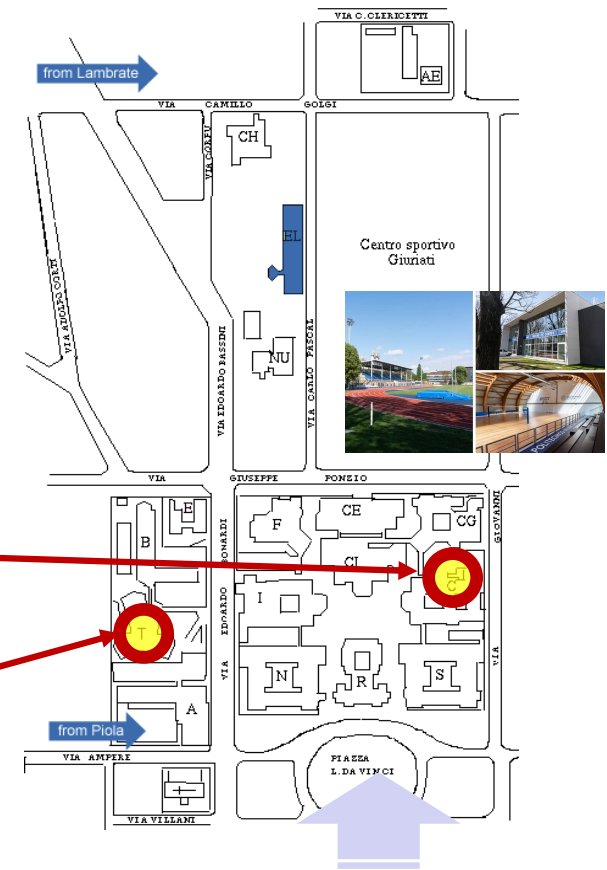 VIA C. CLERICETTI
from Lambrate
AE
VIA CAMILLO GOLGI
VIA CORFU
CH
EL
Centro sportivo
Giuriati
VIA ADOLFO CORTI
VIA EDOARDO BASSINI
VIA CARLO PASCAL
NU
VIA GIUSEPPE PONZIO
E
F
CE
CG
B
VIA EDOARDO BONARDI
VIA GIOVANNI
I
T
N
R
S
A
from Piola
VIA AMPERE
PIAZZA
L. DA VINCI
VIA VILLANI